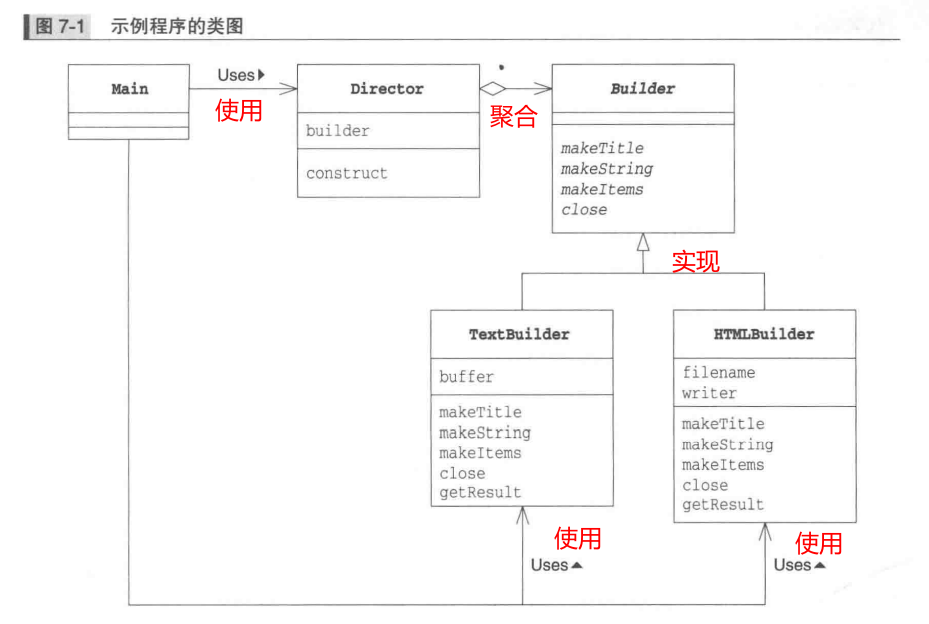 图 7-1 示例程序的类图
Main
Uses
使用
Director
builder
construct
聚合
Builder
makeTitle
makeString
makeItems
close
实现
TextBuilder
buffer
makeTitle
makeString
makeItems
close
getResult
HTMLBuilder
filename
writer
makeTitle
makeString
makeItems
close
getResult
使用
Uses
使用
Uses